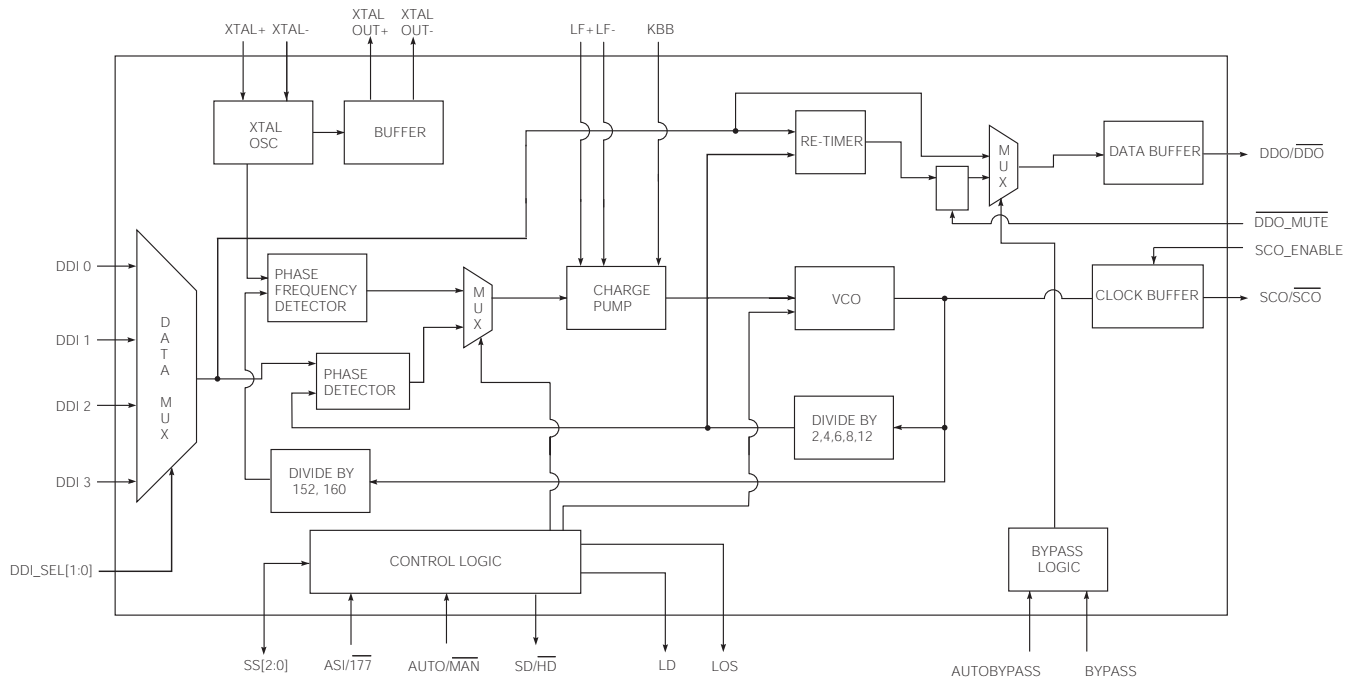 XTAL+ XTAL-
XTAL
OUT+
XTAL
OUT-
LF+ LF-
KBB
XTAL
OSC
BUFFER
RE-TIMER
M
U
X
DATA BUFFER
DDO/DDO
DDO_MUTE
SCO_ENABLE
DDI 0
PHASE
FREQUENCY
DETECTOR
M
U
X
CHARGE
PUMP
VCO
CLOCK BUFFER
SCO/SCO
DDI 1
D
A
T
A
M
U
X
PHASE
DETECTOR
DDI 2
DIVIDE BY
2,4,6,8,12
DDI 3
DIVIDE BY
152, 160
DDI_SEL[1:0]
CONTROL LOGIC
BYPASS
LOGIC
SS[2:0]
ASI/177
AUTO/MAN
SD/HD
LD
LOS
AUTOBYPASS
BYPASS